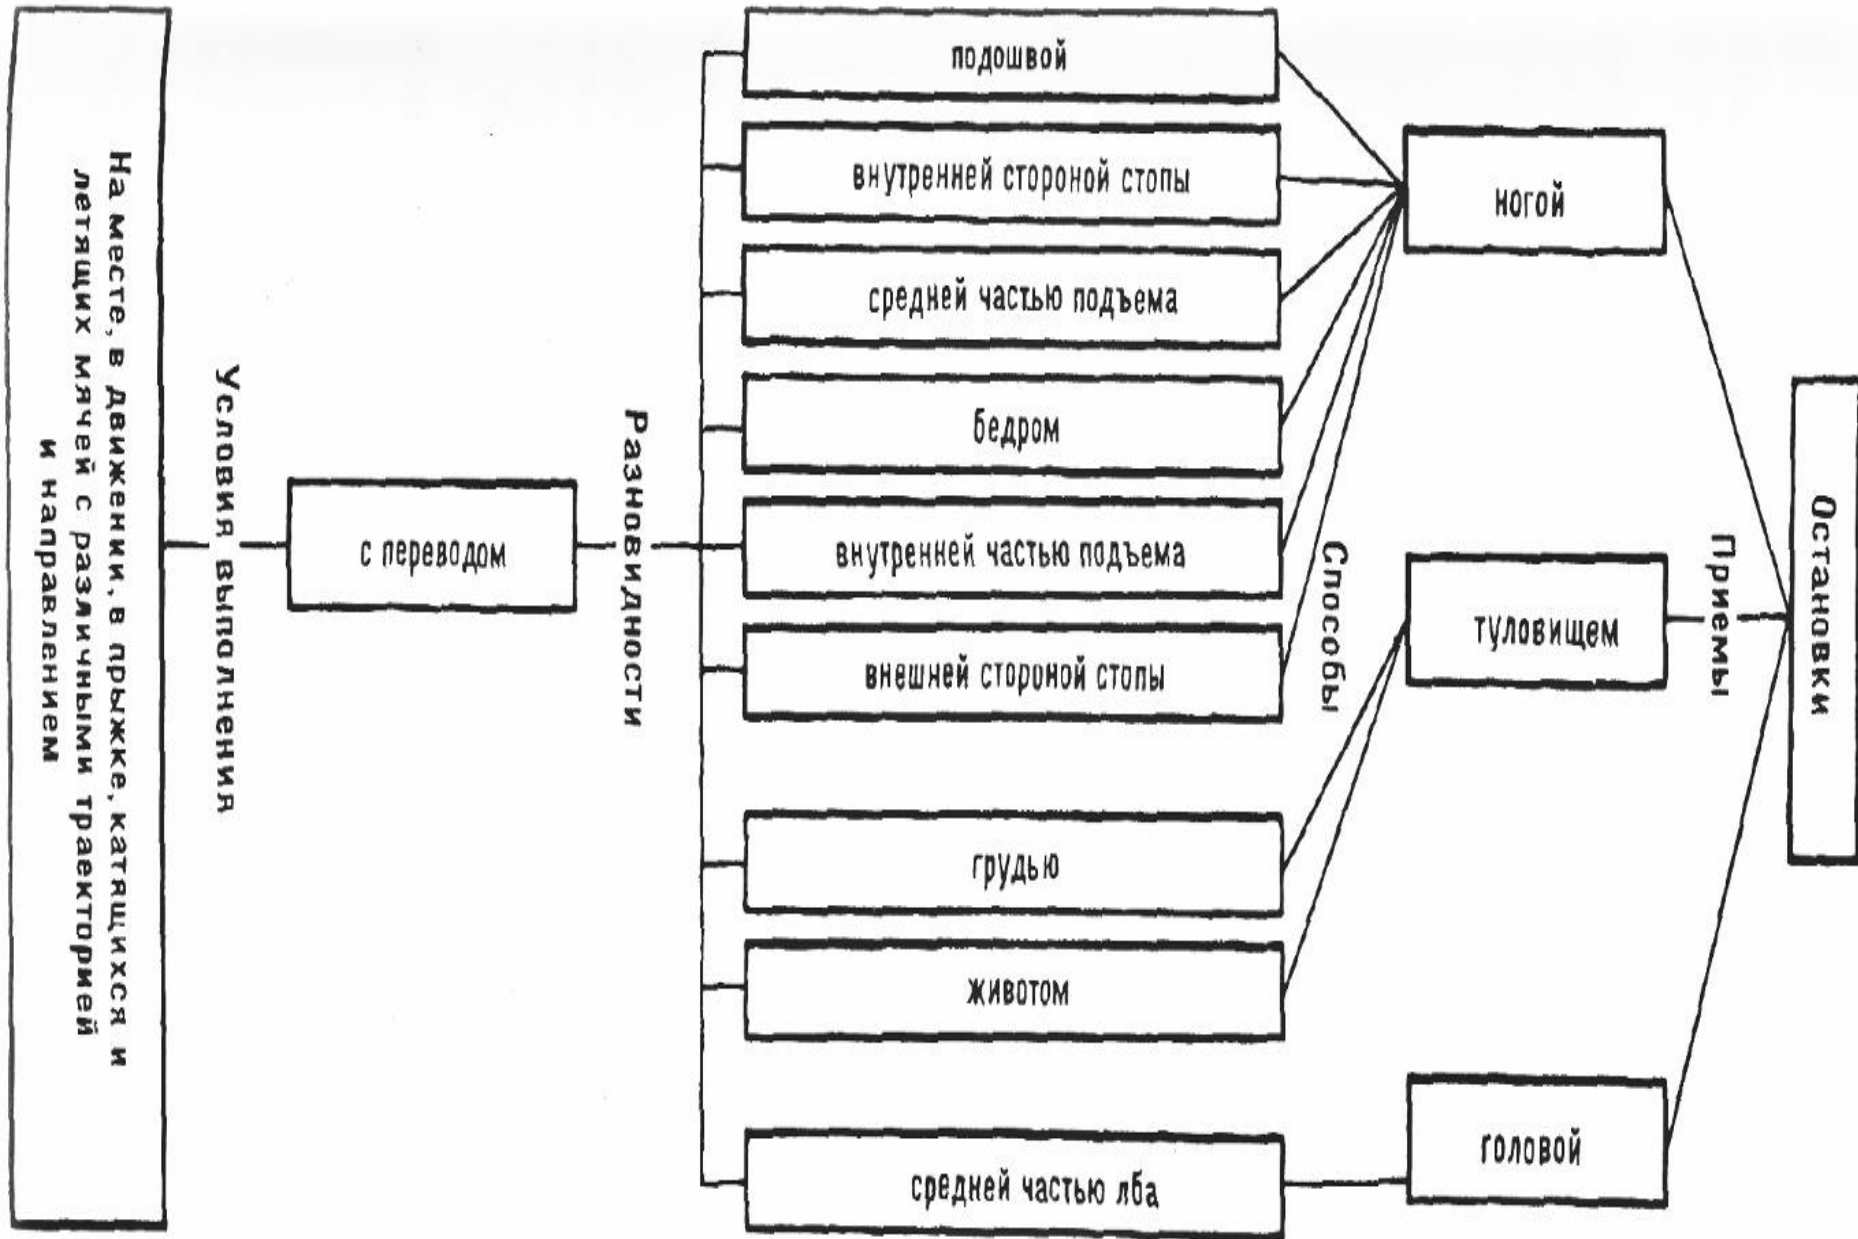 Остановки
Приемы
ногой
туловищем
головой
Способы
подошвой
внутренней стороной стопы
средней частью подъема
бедром
внутренней частью подъема
внешней стороной стопы
грудью
животом
средней частью лба
Разновидности
с переводом
Условия выполнения
На месте, в движении, в прыжке, катящихся и
летящих мячей с различными траекторией
и направлением